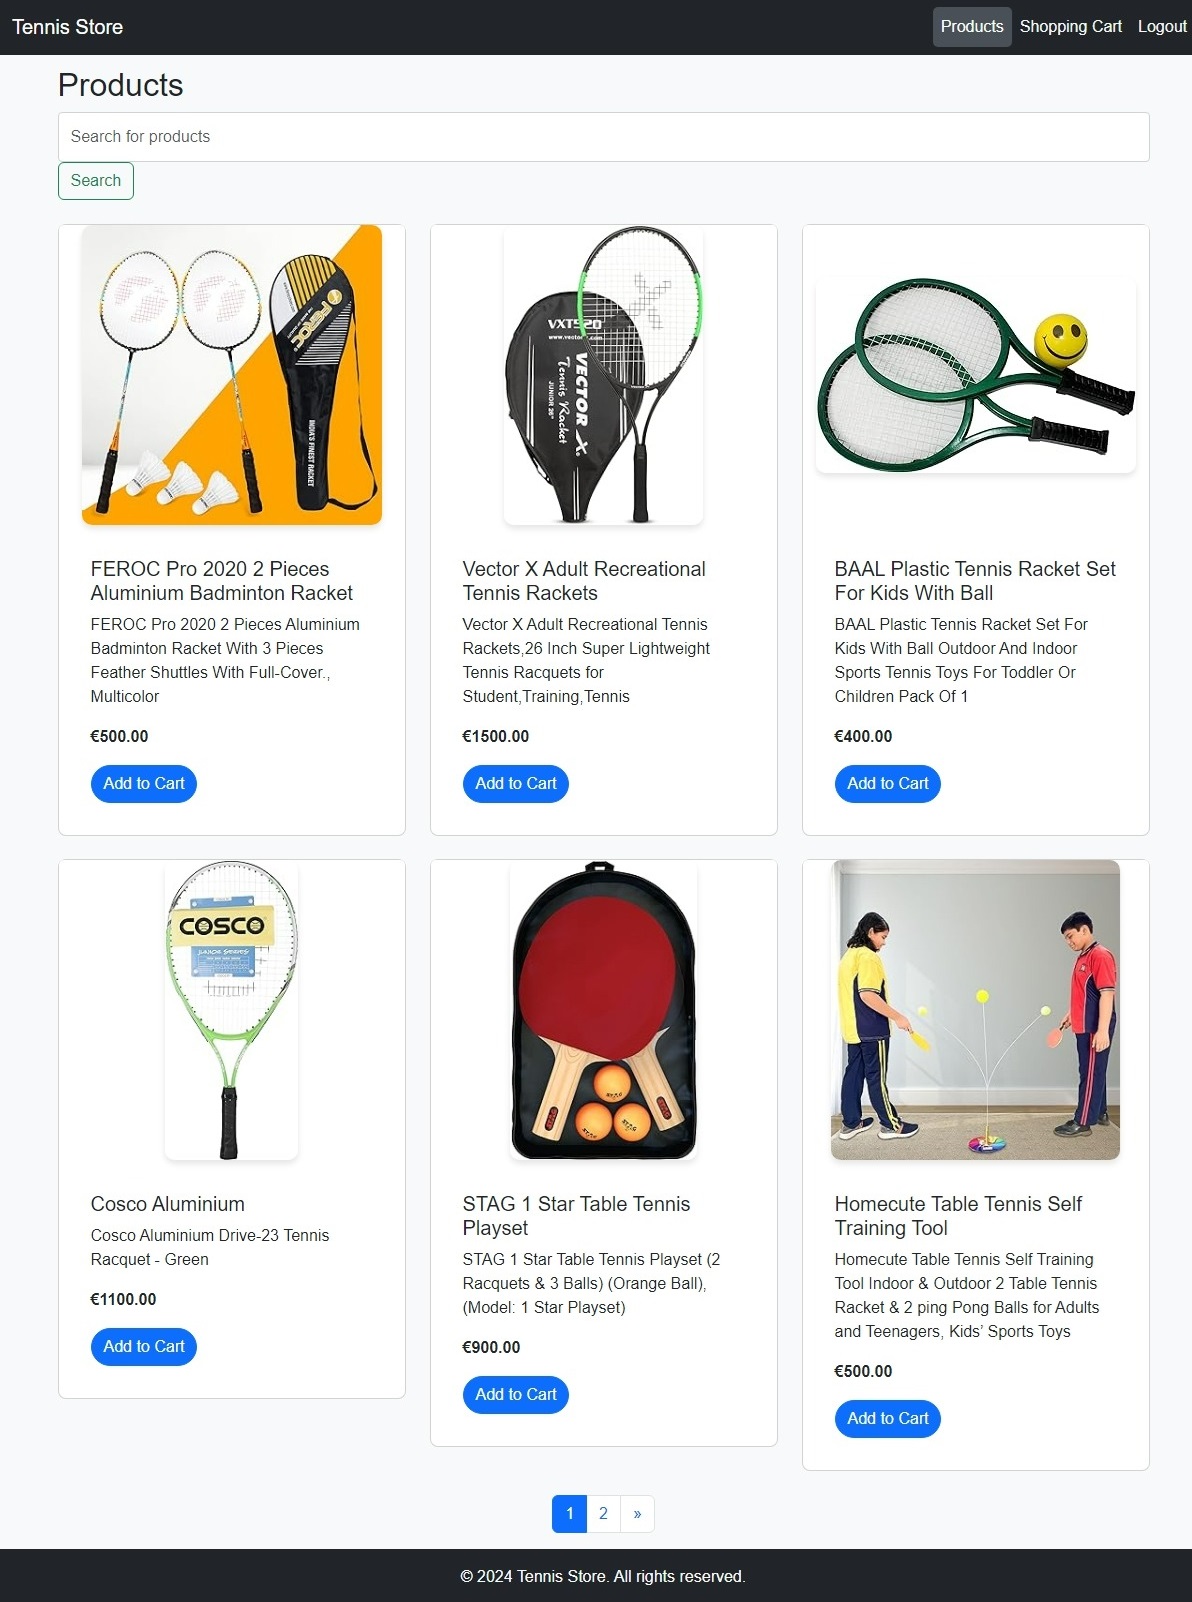 Tennis Store
Products
Shopping Cart
Logout
Products
Search for products
Search
FEROC
INDIA'S FINEST RACKET
VXT520
VECTOR X.
Tennis Racket
JUNIOR 26"
FEROC Pro 2020 2 Pieces
Aluminium Badminton Racket
FEROC Pro 2020 2 Pieces Aluminium
Badminton Racket With 3 Pieces
Feather Shuttles With Full-Cover.,
Multicolor
€500.00
Add to Cart
Vector X Adult Recreational
Tennis Rackets
Vector X Adult Recreational Tennis
Rackets,26 Inch Super Lightweight
Tennis Racquets for
Student,Training,Tennis
€1500.00
Add to Cart
BAAL Plastic Tennis Racket Set
For Kids With Ball
BAAL Plastic Tennis Racket Set For
Kids With Ball Outdoor And Indoor
Sports Tennis Toys For Toddler Or
Children Pack Of 1
€400.00
Add to Cart
COSCO
JUNIOR SERIES
STAG
STAG
Cosco Aluminium
Cosco Aluminium Drive-23 Tennis
Racquet - Green
€1100.00
Add to Cart
STAG 1 Star Table Tennis
Playset
STAG 1 Star Table Tennis Playset (2
Racquets & 3 Balls) (Orange Ball),
(Model: 1 Star Playset)
€900.00
Add to Cart
Homecute Table Tennis Self
Training Tool
Homecute Table Tennis Self Training
Tool Indoor & Outdoor 2 Table Tennis
Racket & 2 ping Pong Balls for Adults
and Teenagers, Kids’ Sports Toys
€500.00
Add to Cart
1 2 »
© 2024 Tennis Store. All rights reserved.